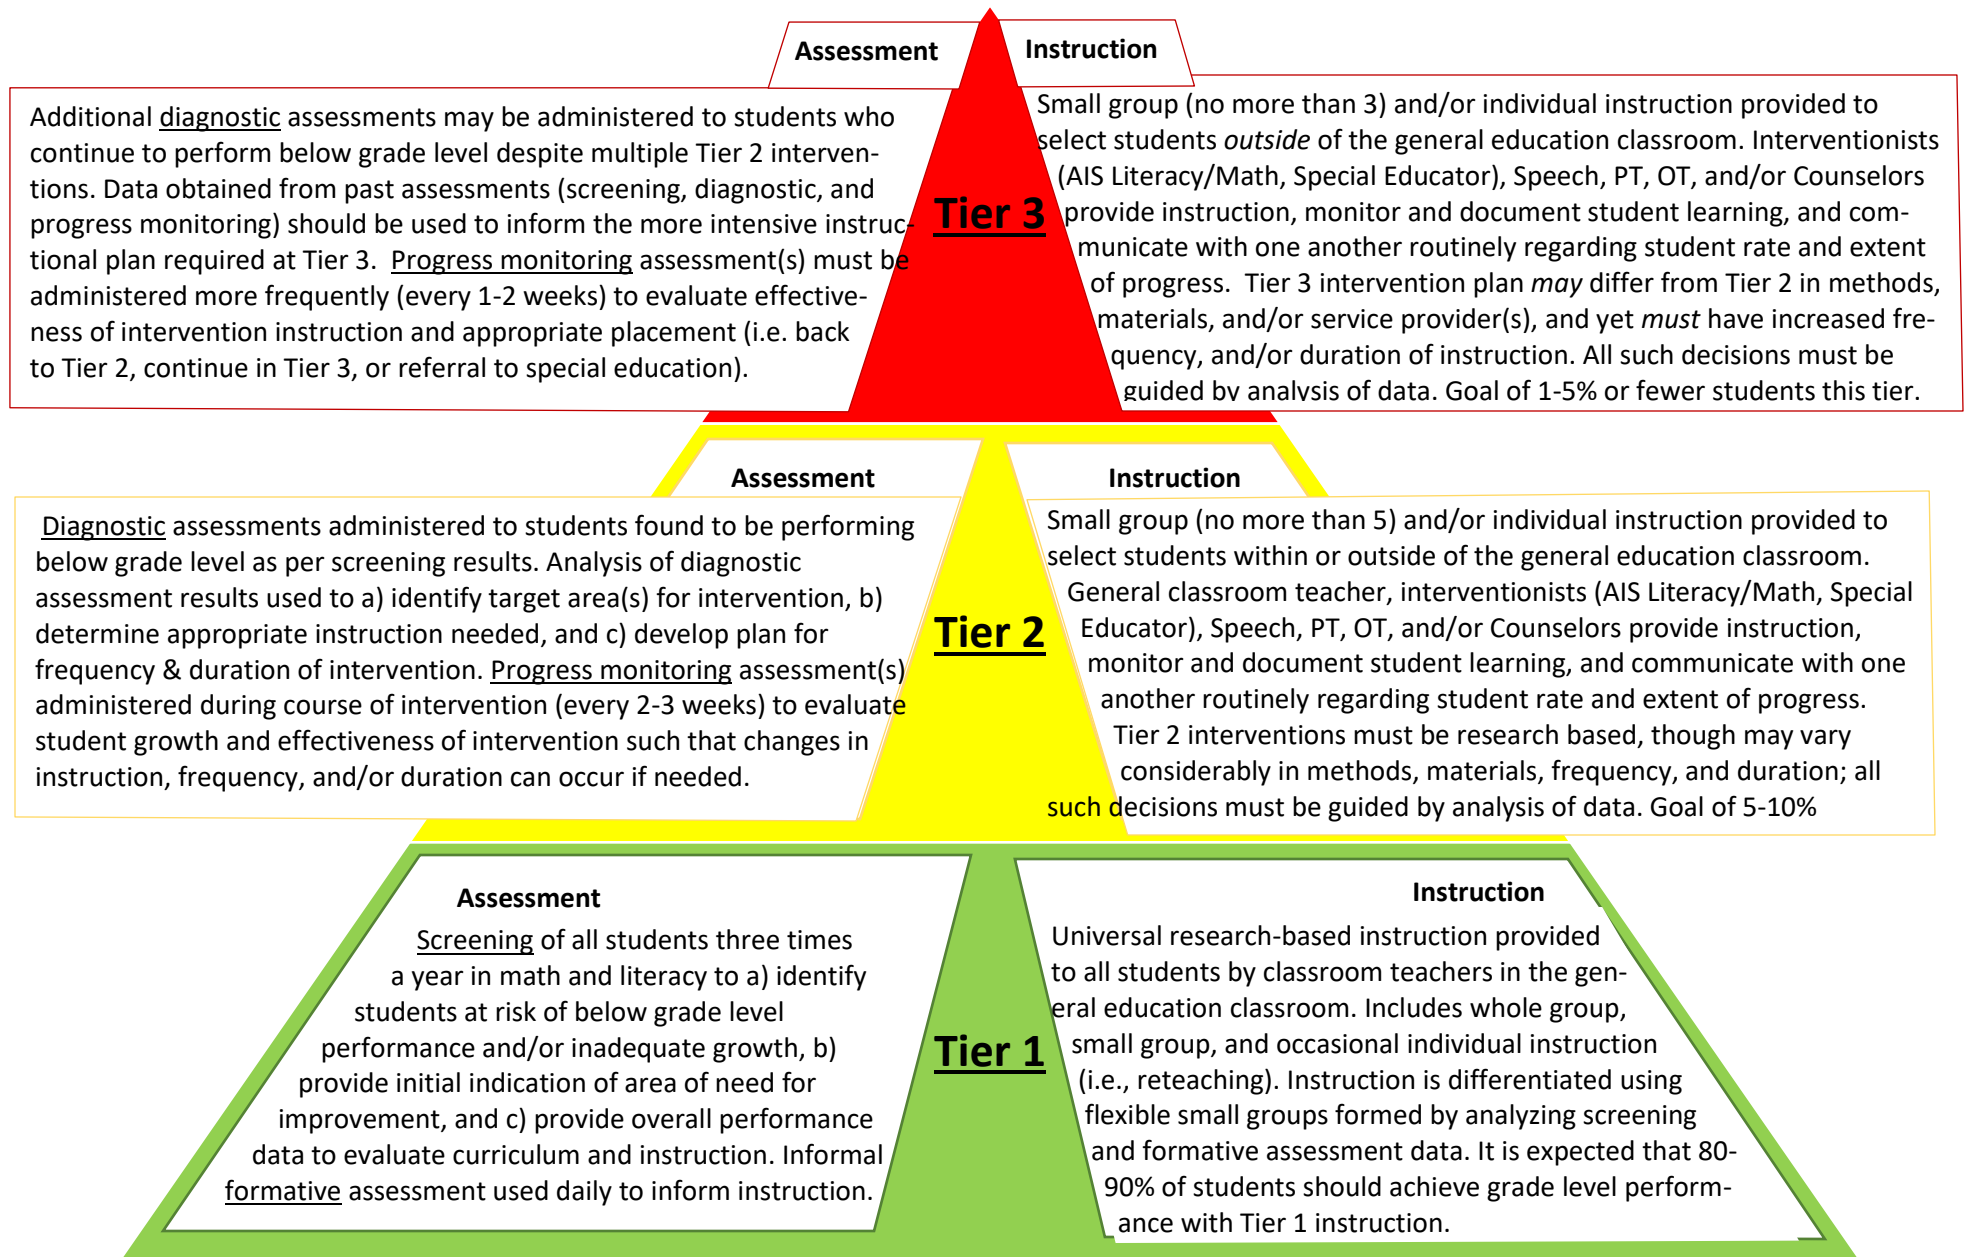 Assessment
Additional diagnostic assessments may be administered to students who
continue to perform below grade level despite multiple Tier 2 interven-
tions. Data obtained from past assessments (screening, diagnostic, and
progress monitoring) should be used to inform the more intensive instruc-
tional plan required at Tier 3.  Progress monitoring assessment(s) must be
administered more frequently (every 1-2 weeks) to evaluate effective-
ness of intervention instruction and appropriate placement (i.e. back
to Tier 2, continue in Tier 3, or referral to special education).
Tier 3
Instruction
Small group (no more than 3) and/or individual instruction provided to
select students outside of the general education classroom. Interventionists
(AIS Literacy/Math, Special Educator), Speech, PT, OT, and/or Counselors
provide instruction, monitor and document student learning, and com-
municate with one another routinely regarding student rate and extent
of progress.  Tier 3 intervention plan may differ from Tier 2 in methods,
materials, and/or service provider(s), and yet must have increased fre-
quency, and/or duration of instruction. All such decisions must be
guided by analysis of data. Goal of 1-5% or fewer students this tier.
Assessment
Diagnostic assessments administered to students found to be performing
below grade level as per screening results. Analysis of diagnostic
assessment results used to a) identify target area(s) for intervention, b)
determine appropriate instruction needed, and c) develop plan for
frequency & duration of intervention. Progress monitoring assessment(s)
administered during course of intervention (every 2-3 weeks) to evaluate
student growth and effectiveness of intervention such that changes in
instruction, frequency, and/or duration can occur if needed.
Tier 2
Instruction
Small group (no more than 5) and/or individual instruction provided to
select students within or outside of the general education classroom.
General classroom teacher, interventionists (AIS Literacy/Math, Special
Educator), Speech, PT, OT, and/or Counselors provide instruction,
monitor and document student learning, and communicate with one
another routinely regarding student rate and extent of progress.
Tier 2 interventions must be research based, though may vary
considerably in methods, materials, frequency, and duration; all
such decisions must be guided by analysis of data. Goal of 5-10%
Assessment
Screening of all students three times
a year in math and literacy to a) identify
students at risk of below grade level
performance and/or inadequate growth, b)
provide initial indication of area of need for
improvement, and c) provide overall performance
data to evaluate curriculum and instruction. Informal
formative assessment used daily to inform instruction.
Tier 1
Instruction
Universal research-based instruction provided
to all students by classroom teachers in the gen-
eral education classroom. Includes whole group,
small group, and occasional individual instruction
(i.e., reteaching). Instruction is differentiated using
flexible small groups formed by analyzing screening
and formative assessment data. It is expected that 80-
90% of students should achieve grade level perform-
ance with Tier 1 instruction.